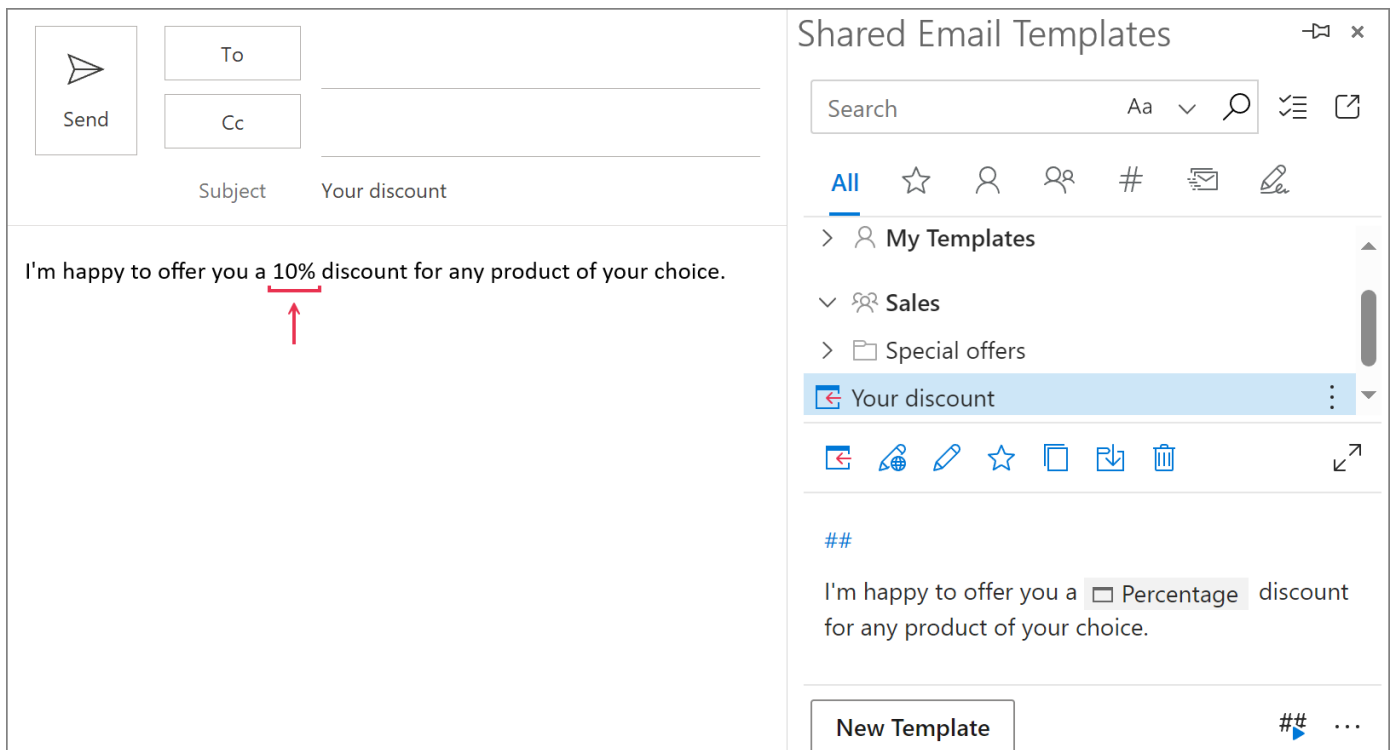 Send
To
Cc
Subject
Your discount
I'm happy to offer you a 10% discount for any product of your choice.
Shared Email Templates
Search
Aa
All
#
My Templates
Sales
Special offers
Your discount
##
I'm happy to offer you a Percentage discount
for any product of your choice.
New Template
##